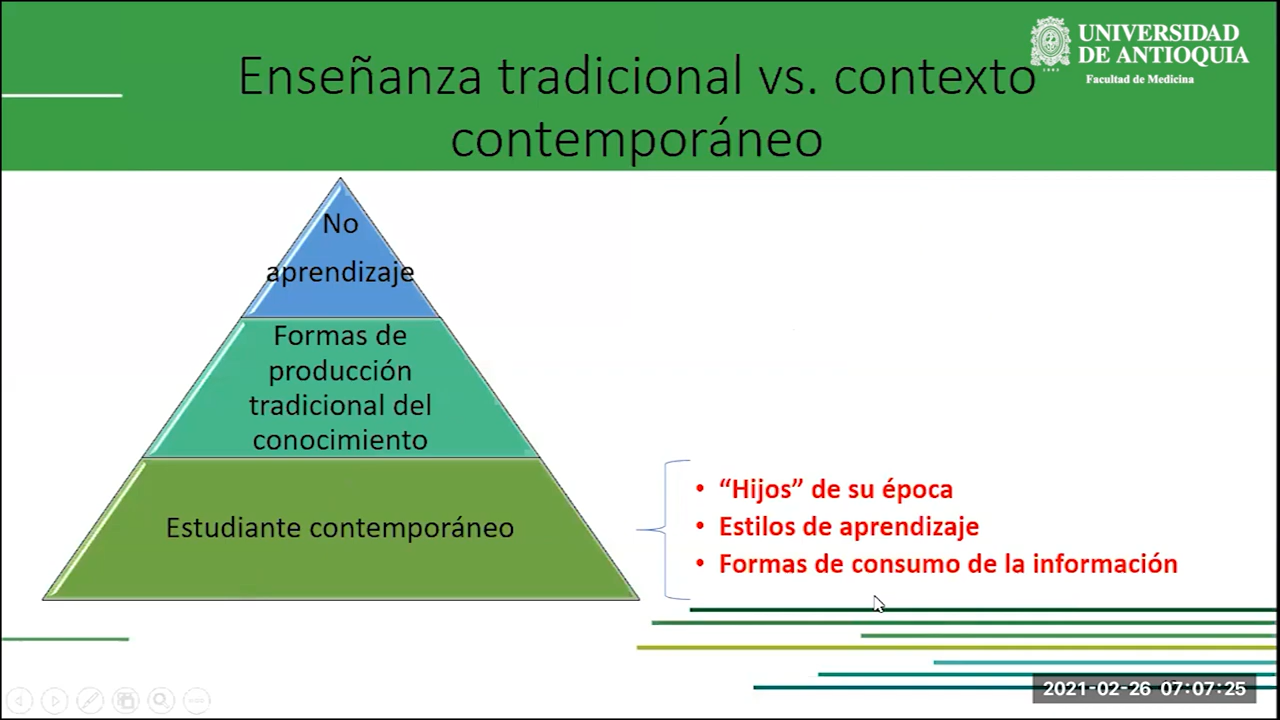 Enseñanza tradicional vs. contexto
contemporáneo
UNIVERSIDAD
DE ANTIOQUIA
Facultad de Medicina
1803
No
aprendizaje
Formas de
producción
tradicional del
conocimiento
Estudiante contemporáneo
• “Hijos” de su época
• Estilos de aprendizaje
• Formas de consumo de la información
2021-02-26 07:07:25